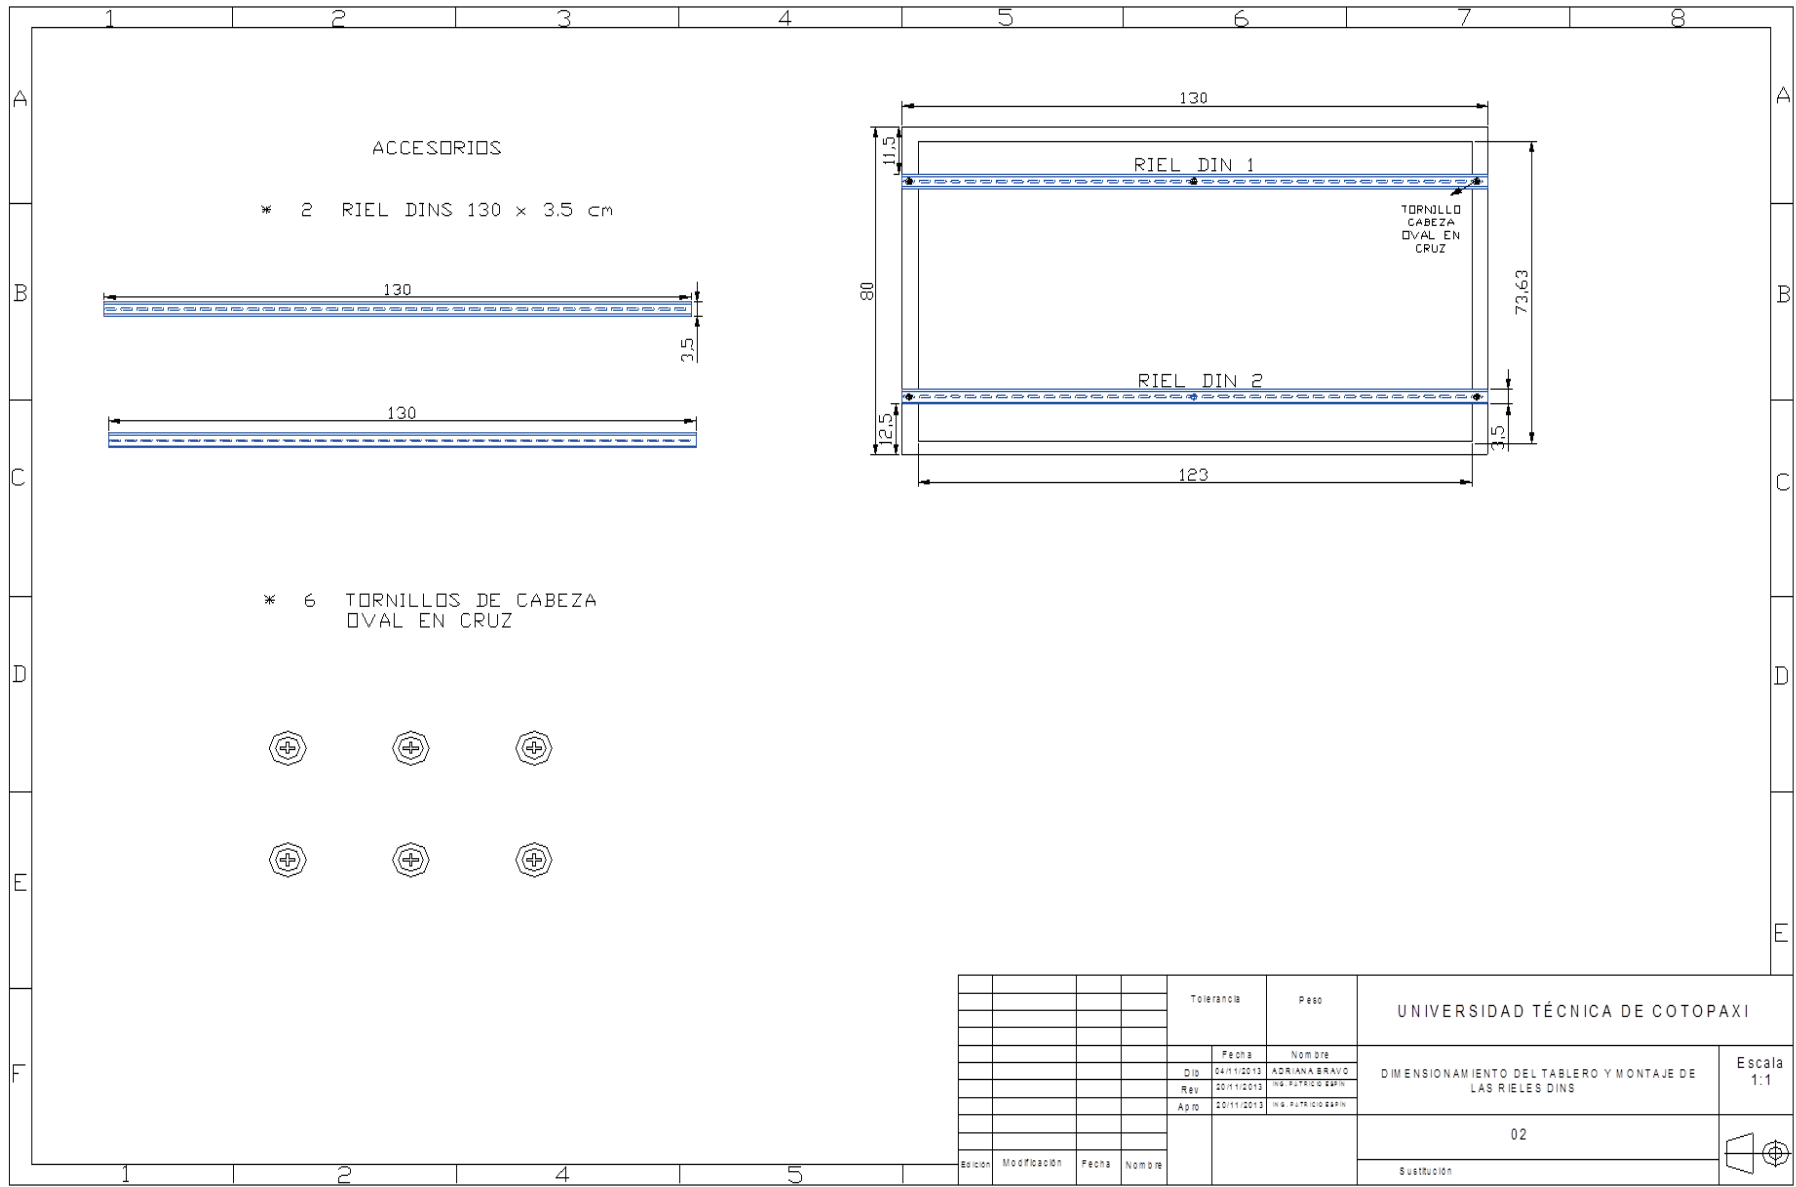 1 2 3 4 5 6 7 8
A A
ACCESORIOS
* 2 RIEL DINS 130 x 3.5 cm
130
3,5
130
B B
130
11,5
RIEL DIN 1
TORNILLO
CABEZA
OVAL EN
CRUZ
80
73,63
RIEL DIN 2
12,5
3,5
123
C C
* 6 TORNILLOS DE CABEZA
OVAL EN CRUZ
D D
E E
F
1 2 4 5
Tolerancia Peso
UNIVERSIDAD TÉCNICA DE COTOPAXI
Fecha Nombre
Dib 04/11/2013 ADRIANA BRAVO
Rev 20/11/2013 ING. PATRICIO ESPÍN
Apro 20/11/2013 ING. PATRICIO ESPÍN
DIMENSIONAMIENTO DEL TABLERO Y MONTAJE DE
LAS RIELES DINS
Escala
1:1
02
Edición Modificación Fecha Nombre
Sustitución